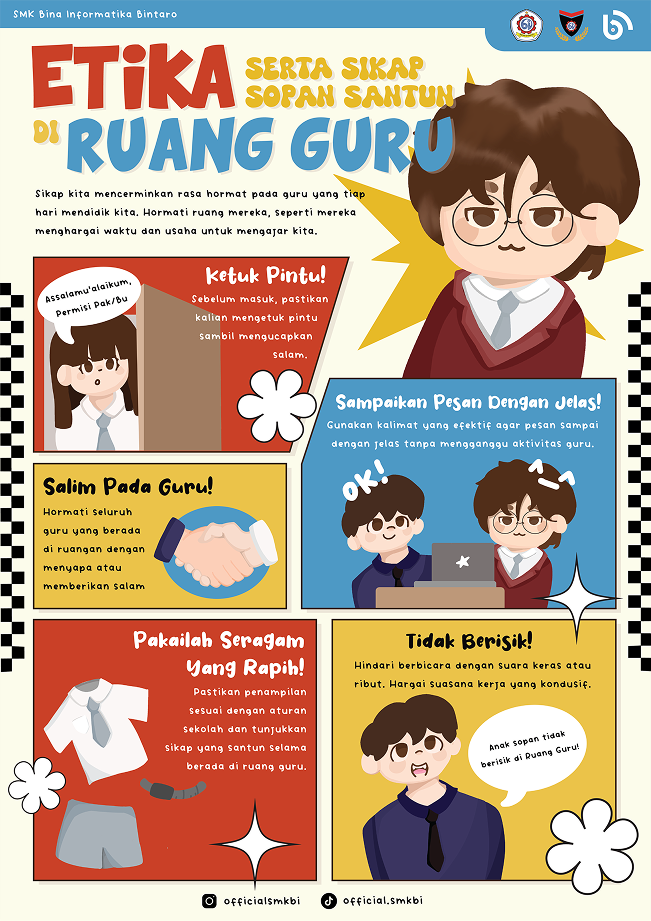 SMK Bina Informatika Bintaro
ETIKA
SERTA SIKAP
SOPAN SANTUN
DI RUANG GURU
Sikap kita mencerminkan rasa hormat pada guru yang tiap
hari mendidik kita. Hormati ruang mereka, seperti mereka
menghargai waktu dan usaha untuk mengajar kita.
Assalamu'alaikum,
Permisi Pak/Bu
Ketuk Pintu!
Sebelum masuk, pastikan
kalian mengetuk pintu
sambil mengucapkan
salam.
Sampaikan Pesan Dengan Jelas!
Gunakan kalimat yang efektif agar pesan sampai
dengan jelas tanpa mengganggu aktivitas guru.
OK!
^_^
Salim Pada Guru!
Hormati seluruh
guru yang berada
di ruangan dengan
menyapa atau
memberikan salam
Pakailah Seragam
Yang Rapih!
Pastikan penampilan
sesuai dengan aturan
sekolah dan tunjukkan
sikap yang santun selama
berada di ruang guru.
Tidak Berisik!
Hindari berbicara dengan suara keras atau
ribut. Hargai suasana kerja yang kondusif.
Anak sopan tidak
berisik di Ruang Guru!
officialsmkbi
official.smkbi